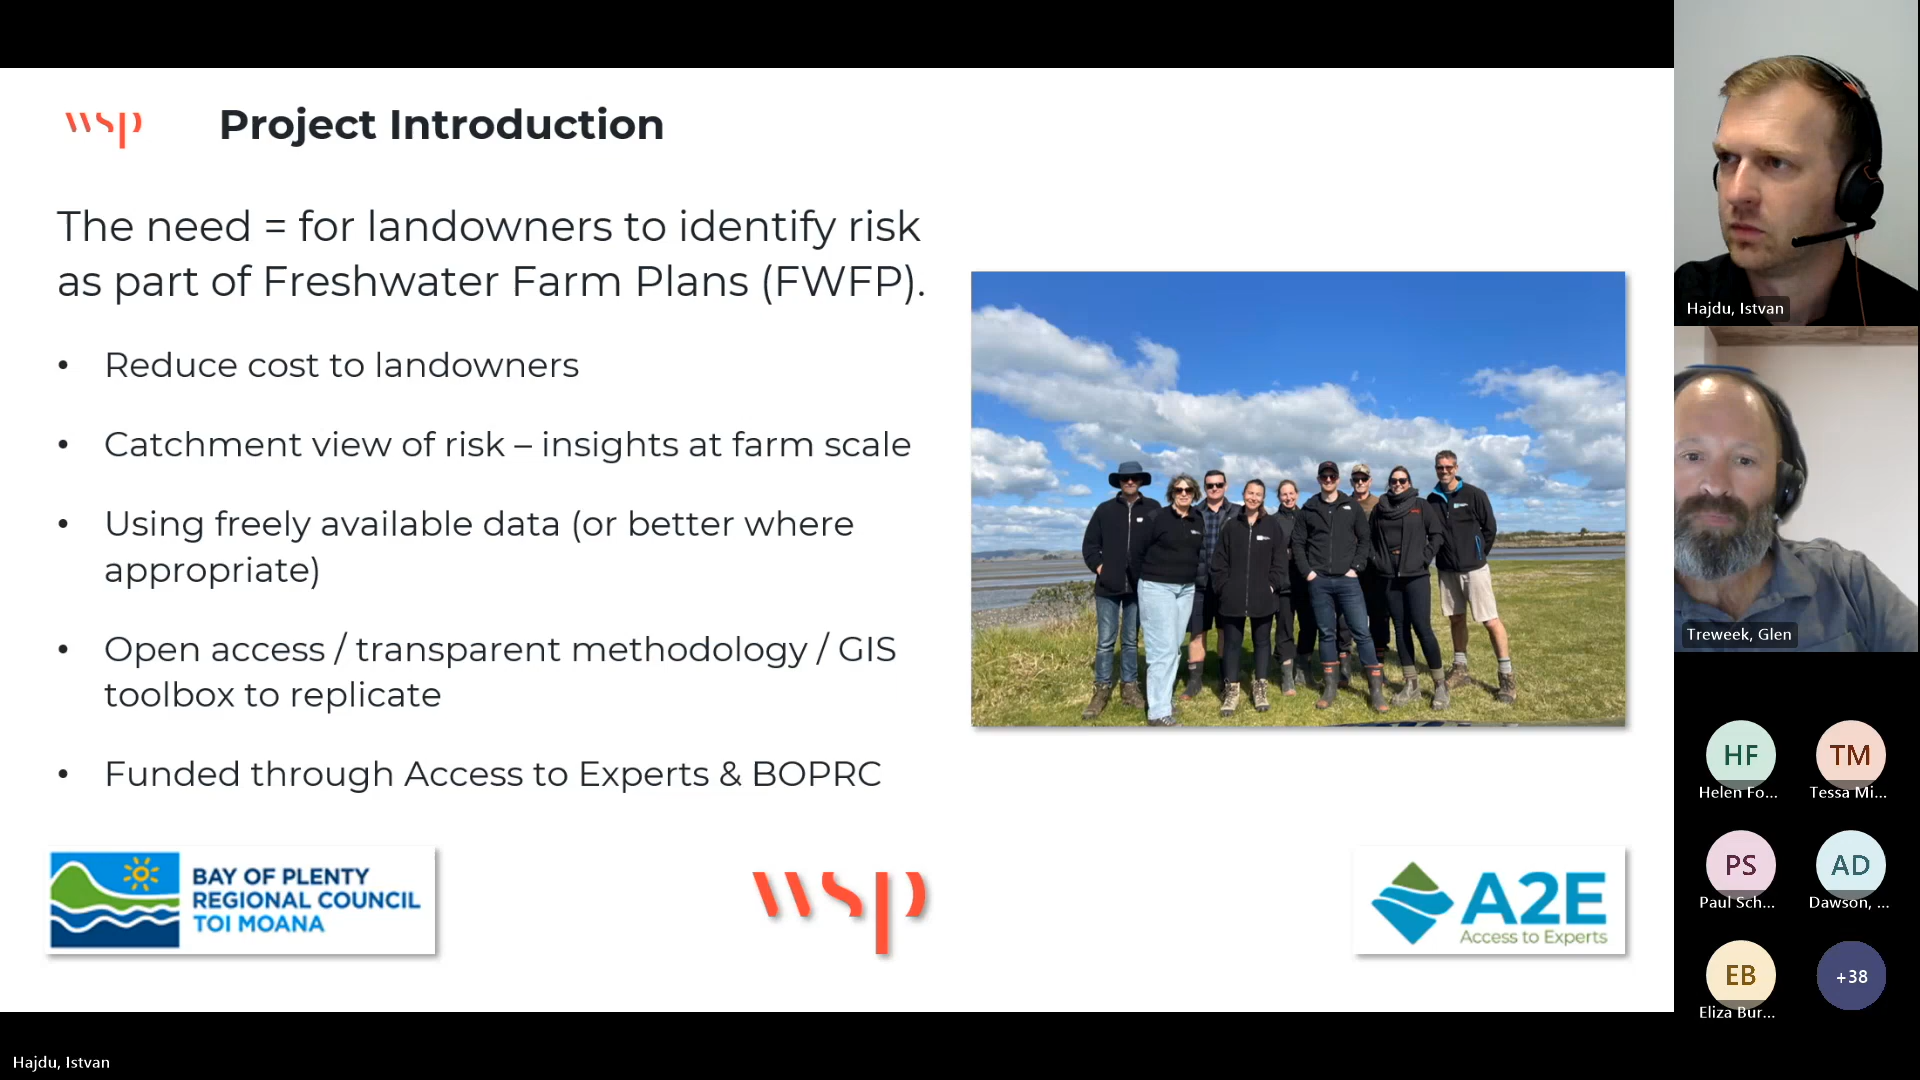 wsp
Project Introduction
The need = for landowners to identify risk
as part of Freshwater Farm Plans (FWFP).
• Reduce cost to landowners
• Catchment view of risk – insights at farm scale
• Using freely available data (or better where
appropriate)
• Open access / transparent methodology / GIS
toolbox to replicate
• Funded through Access to Experts & BOPRC
BAY OF PLENTY
REGIONAL COUNCIL
TOI MOANA
wsp
A2E
Access to Experts
Hajdu, Istvan
Treweek, Glen
HF
Helen Fo...
TM
Tessa Mi...
PS
Paul Sch...
AD
Dawson, ...
EB
Eliza Bur...
+38
Hajdu, Istvan